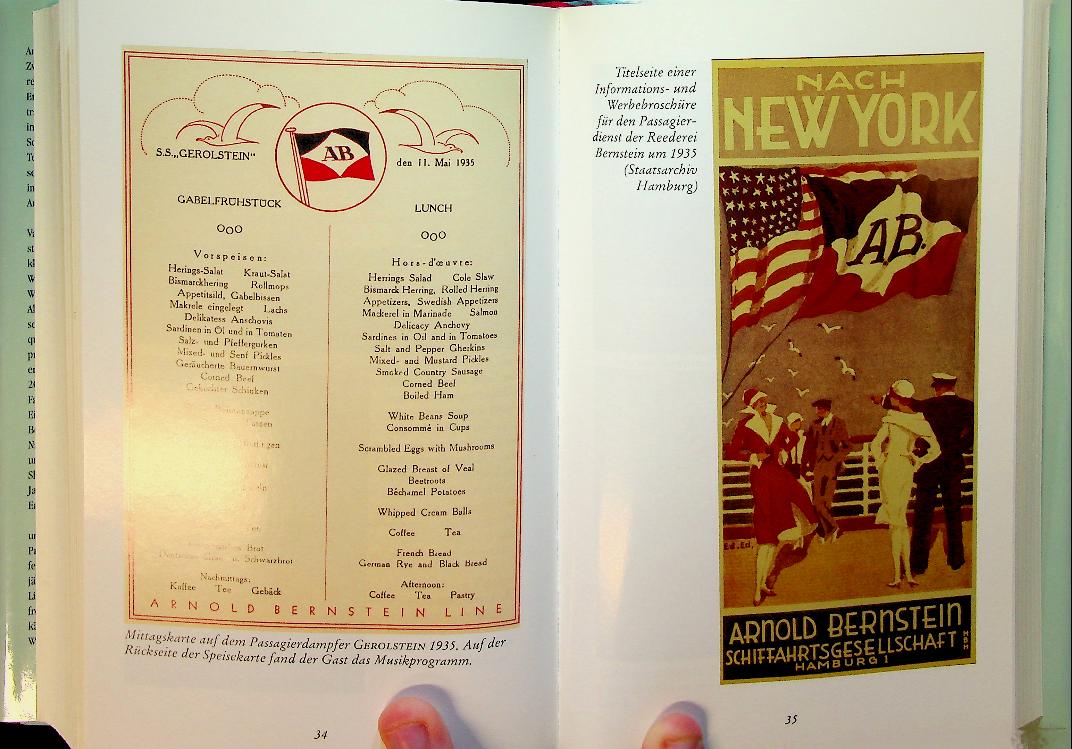 S.S. „GEROLSTEIN"
AB
den 11. Mai 1935
GABELFRÜHSTÜCK
Vorspeisen:
Herings-Salat Kraut-Salat
Bismarckhering Rollmops
Appetitsild, Gabelbissen
Makrele eingelegt Lachs
Delikatess Anschovis
Sardinen in Öl und in Tomaten
Salz- und Pfeffergurken
Mixed- und Senf Pickles
Geräucherte Bauernwurst
Corned Beef
Gekochter Schinken
Brot
Schwarzbrot
Nachmittags:
Kaffee Tee Gebäck
LUNCH
Hors-d'œuvre:
Herrings Salad Cole Slaw
Bismarck Herring, Rolled Herring
Appetizers, Swedish Appetizers
Mackerel in Marinade Salmon
Delicacy Anchovy
Sardines in Oil and in Tomatoes
Salt and Pepper Gherkins
Mixed- and Mustard Pickles
Smoked Country Sausage
Corned Beef
Boiled Ham
White Beans Soup
Consommé in Cups
Scrambled Eggs with Mushrooms
Glazed Breast of Veal
Beetroots
Béchamel Potatoes
Whipped Cream Balls
Coffee Tea
French Bread
German Rye and Black Bread
Afternoon:
Coffee Tea Pastry
ARNOLD BERNSTEIN LINE
Mittagskarte auf dem Passagierdampfer GEROLSTEIN 1935. Auf der
Rückseite der Speisekarte fand der Gast das Musikprogramm.
34
Titelseite einer
Informations- und
Werbebroschüre
für den Passagier-
dienst der Reederei
Bernstein um 1935
(Staatsarchiv
Hamburg)
NACH
NEW YORK
AB.
Ed.Ed.
ARNOLD BERNSTEIN
SCHIFFAHRTSGESELLSCHAFT MBH
HAMBURG 1
35